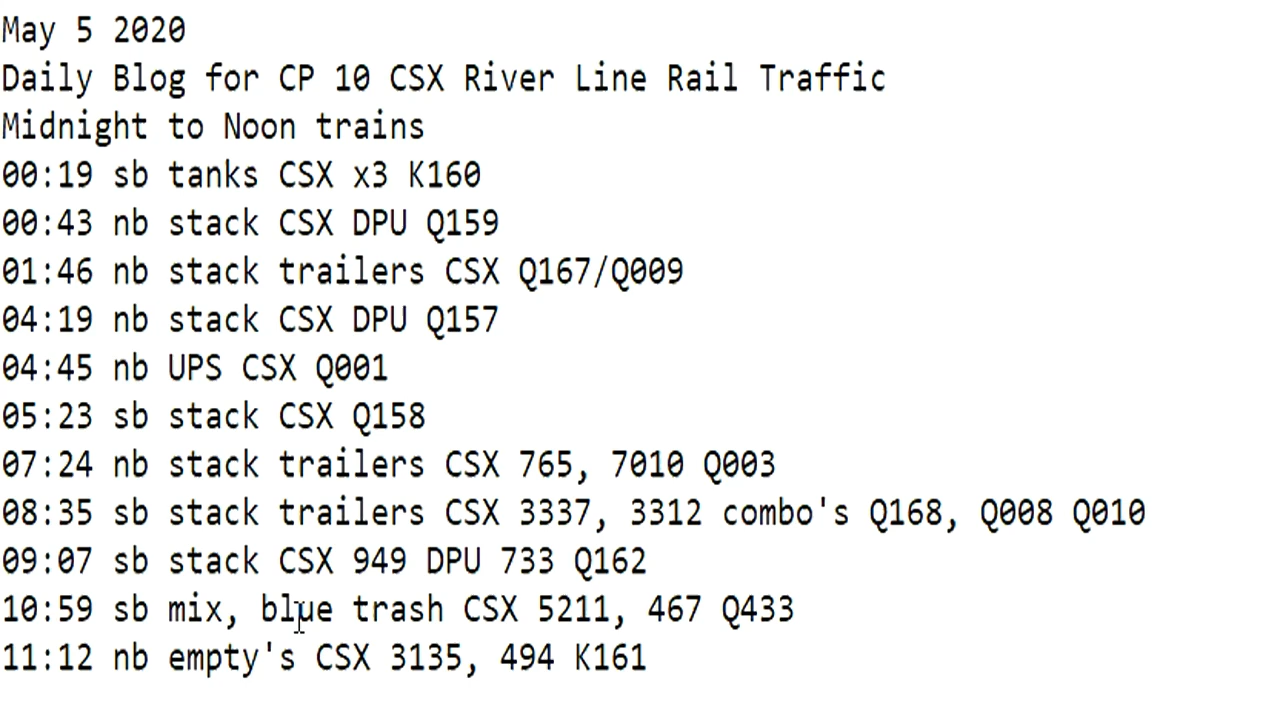 May 5 2020
Daily Blog for CP 10 CSX River Line Rail Traffic
Midnight to Noon trains
00:19 sb tanks CSX x3 K160
00:43 nb stack CSX DPU Q159
01:46 nb stack trailers CSX Q167/Q009
04:19 nb stack CSX DPU Q157
04:45 nb UPS CSX Q001
05:23 sb stack CSX Q158
07:24 nb stack trailers CSX 765, 7010 Q003
08:35 sb stack trailers CSX 3337, 3312 combo's Q168, Q008 Q010
09:07 sb stack CSX 949 DPU 733 Q162
10:59 sb mix, blue trash CSX 5211, 467 Q433
11:12 nb empty's CSX 3135, 494 K161